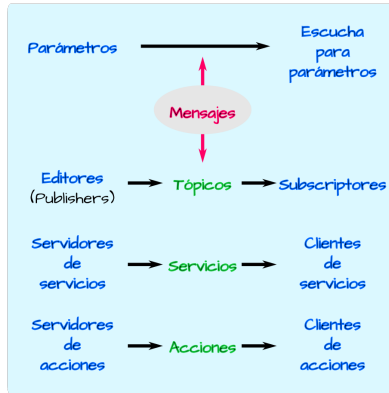 Parámetros
Escucha
para
parámetros
Mensajes
Editores
(Publishers)
Tópicos
Subscriptores
Servidores
de
servicios
Servicios
Clientes
de
servicios
Servidores
de
acciones
Acciones
Clientes
de
acciones